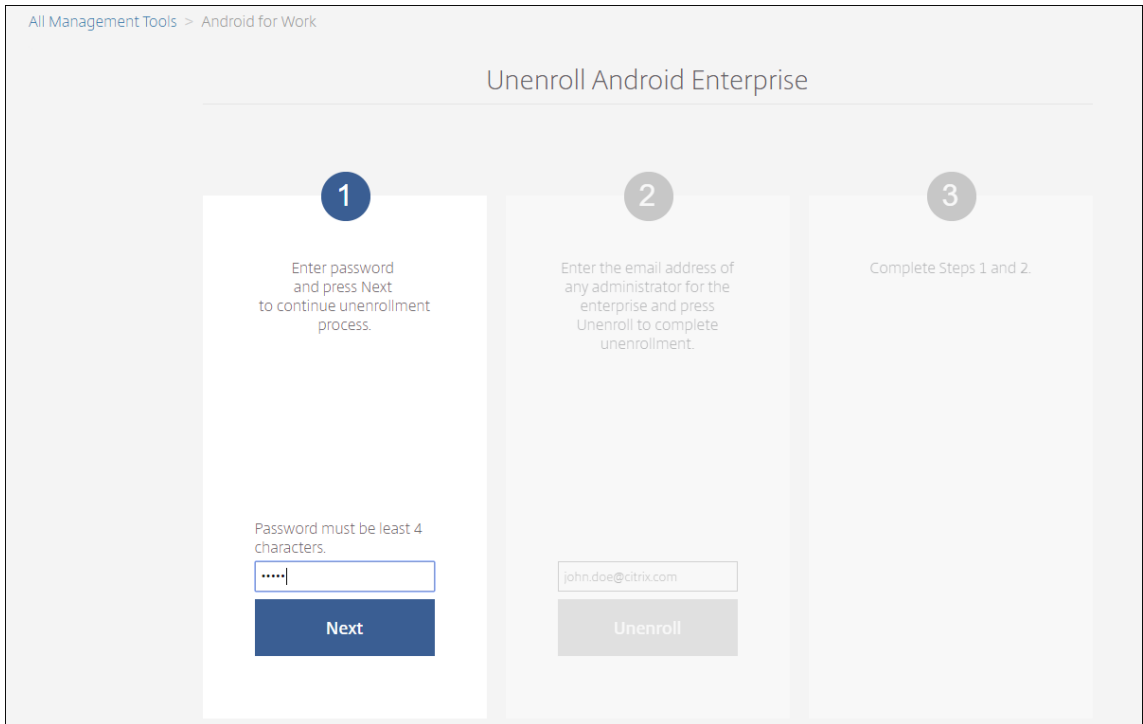 All Management Tools > Android for Work
Unenroll Android Enterprise
1
Enter password
and press Next
to continue unenrollment
process.
Password must be least 4
characters.
•••••
Next
2
Enter the email address of
any administrator for the
enterprise and press
Unenroll to complete
unenrollment.
john.doe@citrix.com
Unenroll
3
Complete Steps 1 and 2.